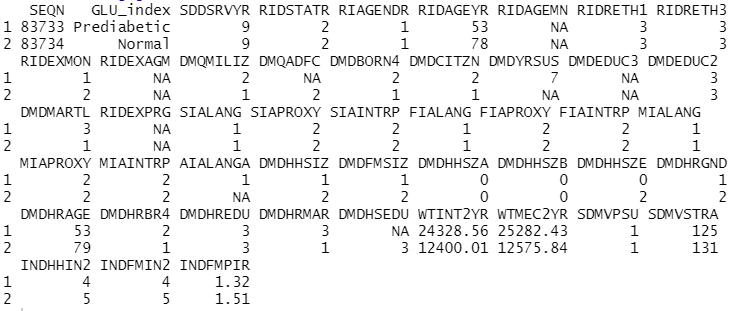 SEQN GLU_index SDDSRVYR RIDSTATR RIAGENDR RIDAGEYR RIDAGEMN RIDRETH1 RIDRETH3
1 83733 Prediabetic 9 2 1 53 NA 3 3
2 83734 Normal 9 2 1 78 NA 3 3
RIDEXMON RIDEXAGM DMQMILIZ DMQADFC DMDBORN4 DMDCITZN DMDYRSUS DMDEDUC3 DMDEDUC2
1 1 NA 2 NA 2 2 7 NA 3
2 2 NA 1 2 1 1 NA NA 3
DMDMARTL RIDEXPRG SIALANG SIAPROXY SIAINTRP FIALANG FIAPROXY FIAINTRP MIALANG
1 3 NA 1 2 2 1 2 2 1
2 1 NA 1 2 2 1 2 2 1
MIAPROXY MIAINTRP AIALANGA DMDHHSIZ DMDFMSIZ DMDHHSZA DMDHHSZB DMDHHSZE DMDHRGND
1 2 2 1 1 1 0 0 0 1
2 2 2 NA 2 2 0 0 2 2
DMDHRAGE DMDHRBR4 DMDHREDU DMDHRMAR DMDHSEDU WTINT2YR WTMEC2YR SDMVPSU SDMVSTRA
1 53 2 3 3 NA 24328.56 25282.43 1 125
2 79 1 3 1 3 12400.01 12575.84 1 131
INDHHIN2 INDFMIN2 INDFMPIR
1 4 4 1.32
2 5 5 1.51